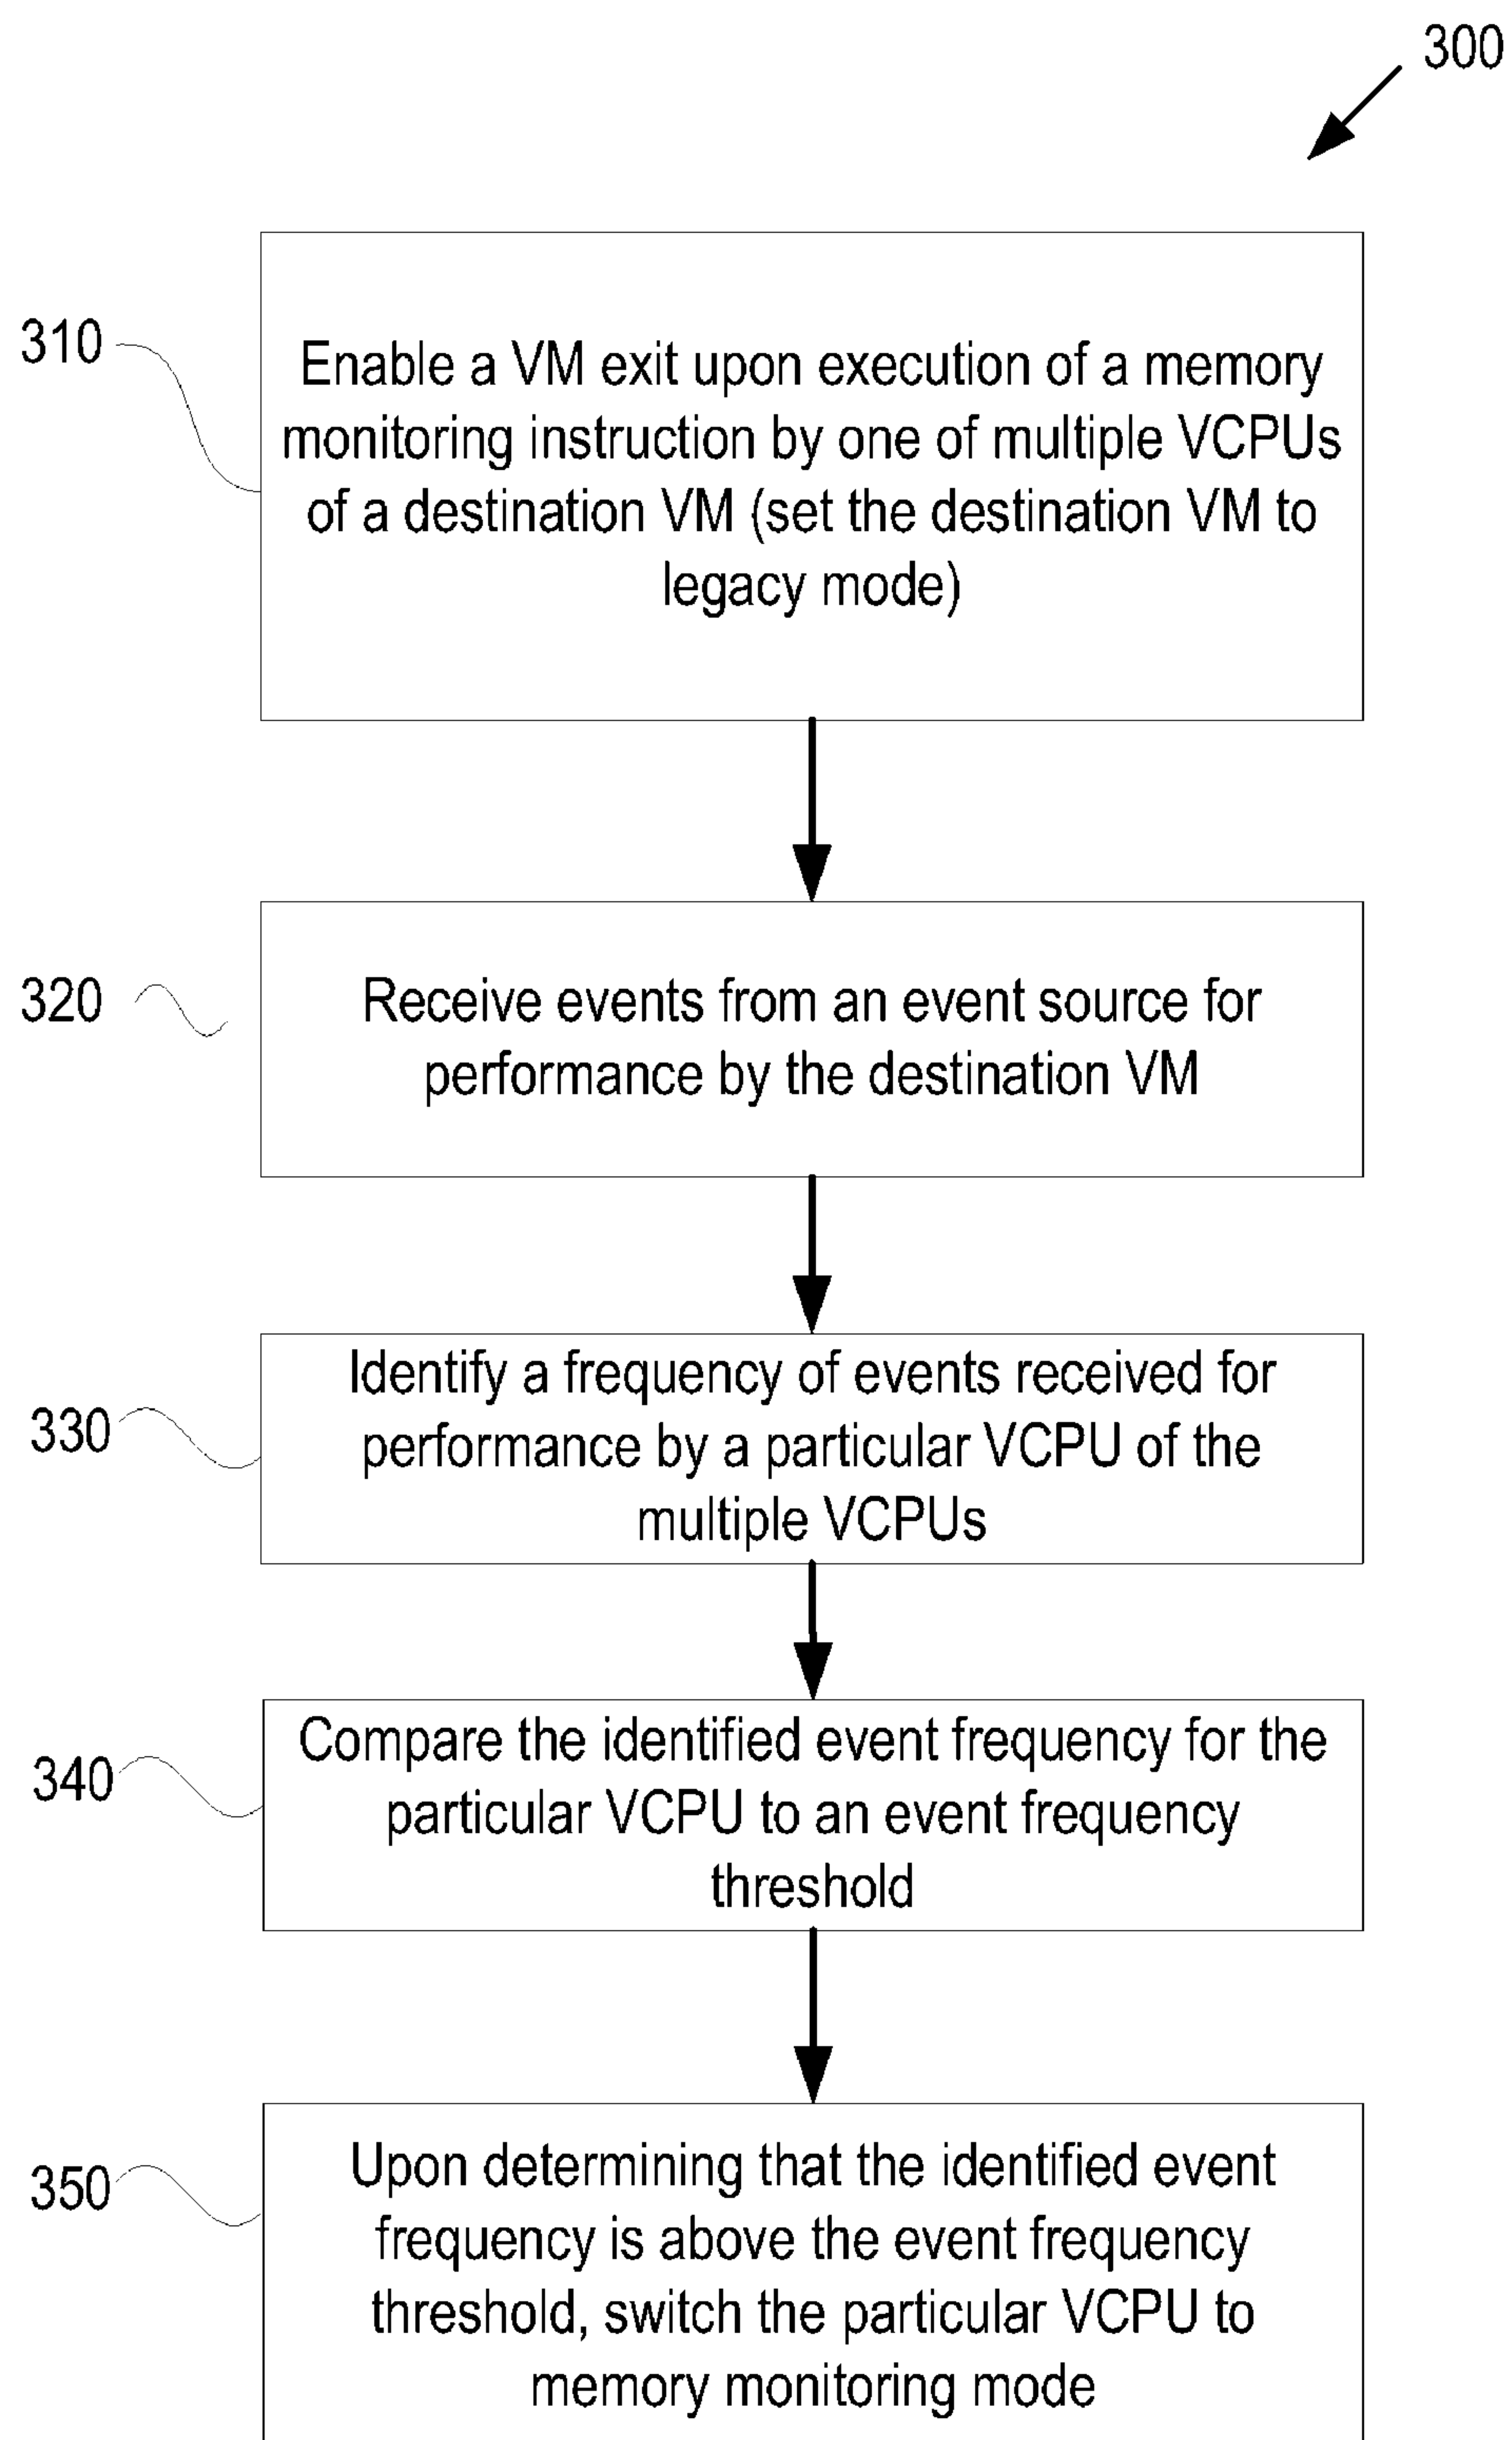 300
310
Enable a VM exit upon execution of a memory
monitoring instruction by one of multiple VCPUs
of a destination VM (set the destination VM to
legacy mode)
320
Receive events from an event source for
performance by the destination VM
330
Identify a frequency of events received for
performance by a particular VCPU of the
multiple VCPUs
340
Compare the identified event frequency for the
particular VCPU to an event frequency
threshold
350
Upon determining that the identified event
frequency is above the event frequency
threshold, switch the particular VCPU to
memory monitoring mode